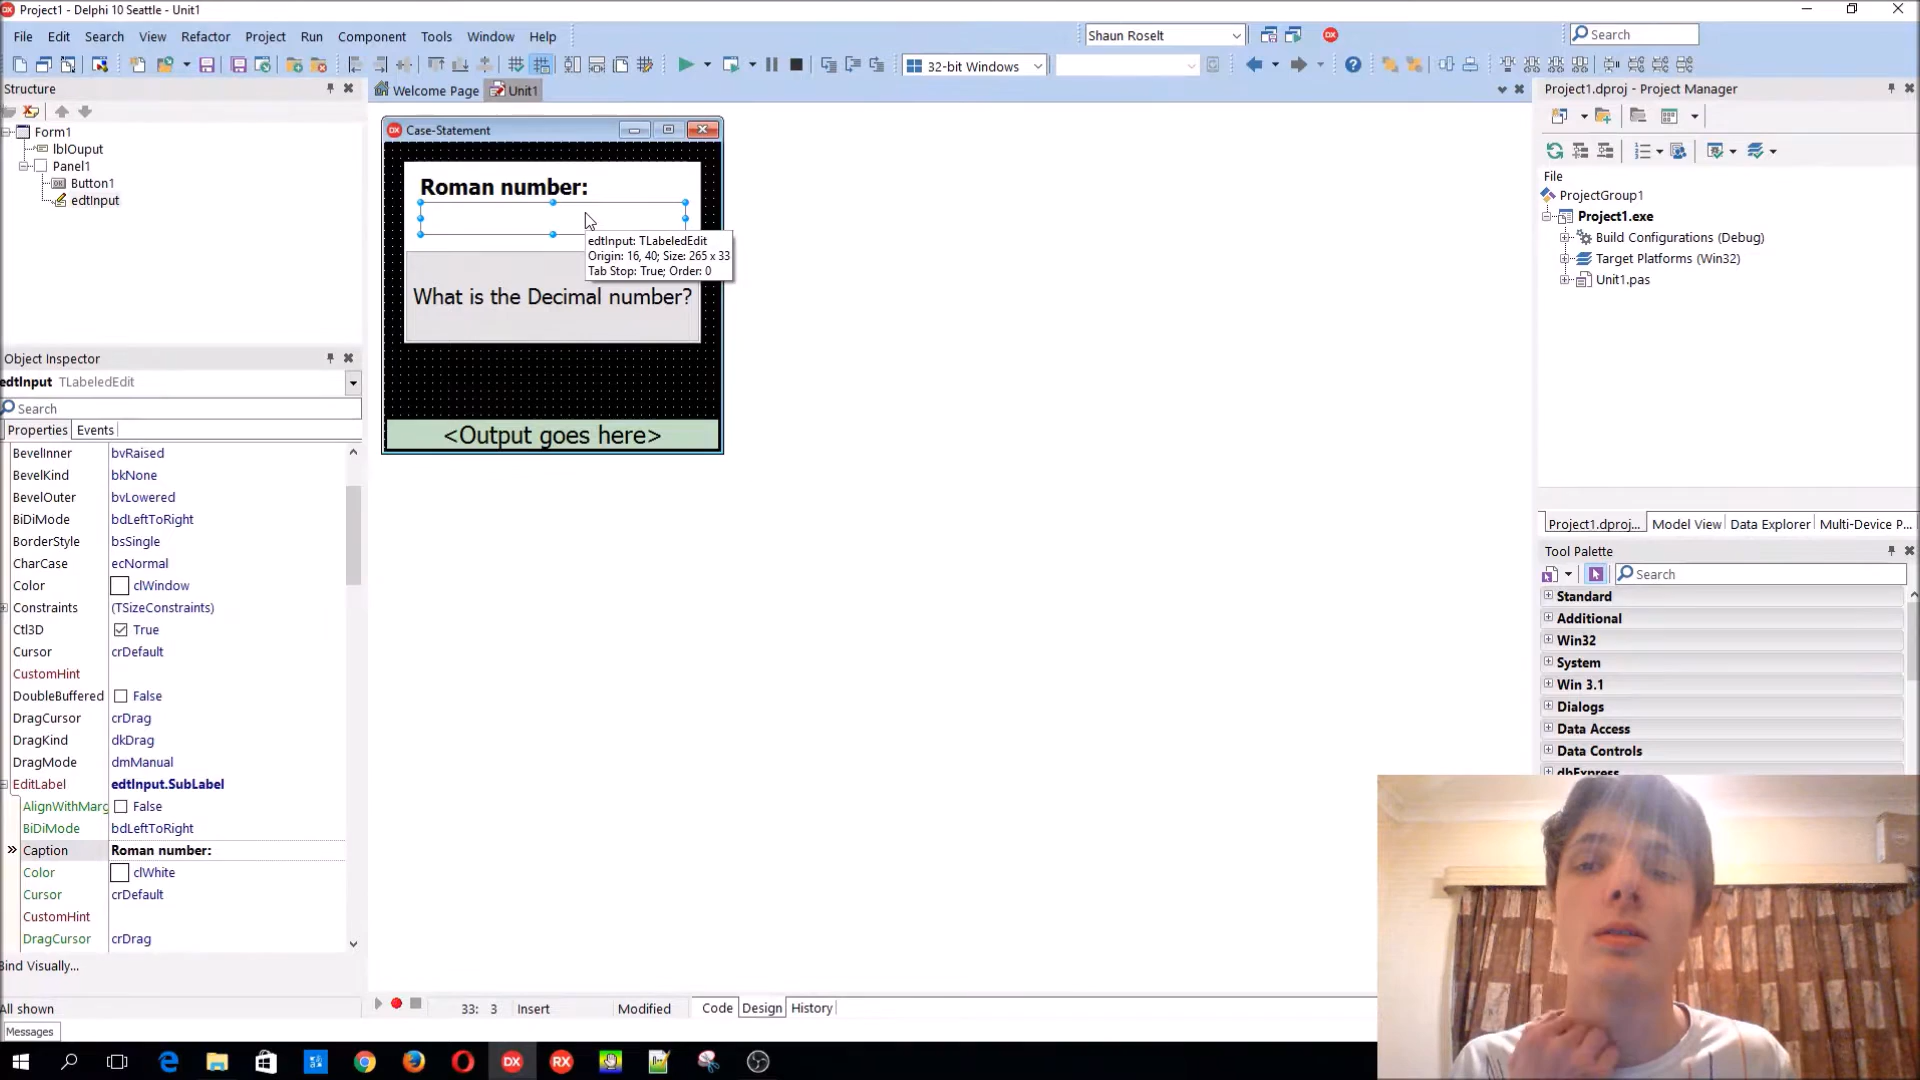 Project1 - Delphi 10 Seattle - Unit1
File Edit Search View Refactor Project Run Component Tools Window Help
Shaun Roselt
Search
32-bit Windows
Structure
Welcome Page
Unit1
Project1.dproj - Project Manager
Form1
lblOuput
Panel1
Button1
edtInput
Case-Statement
Roman number:
edtInput: TLabeledEdit
Origin: 16, 40; Size: 265 x 33
Tab Stop: True; Order: 0
What is the Decimal number?
<Output goes here>
File
ProjectGroup1
Project1.exe
Build Configurations (Debug)
Target Platforms (Win32)
Unit1.pas
Object Inspector
edtInput TLabeledEdit
Search
Properties Events
BevelInner bvRaised
BevelKind bkNone
BevelOuter bvLowered
BiDiMode bdLeftToRight
BorderStyle bsSingle
CharCase ecNormal
Color clWindow
Constraints (TSizeConstraints)
Ctl3D True
Cursor crDefault
CustomHint
DoubleBuffered False
DragCursor crDrag
DragKind dkDrag
DragMode dmManual
EditLabel edtInput.SubLabel
AlignWithMarg False
BiDiMode bdLeftToRight
Caption Roman number:
Color clWhite
Cursor crDefault
CustomHint
DragCursor crDrag
Bind Visually...
All shown
Messages
33: 3 Insert Modified Code Design History
Project1.dproj... Model View Data Explorer Multi-Device P...
Tool Palette
Search
Standard
Additional
Win32
System
Win 3.1
Dialogs
Data Access
Data Controls
dbExpress
DX
RX